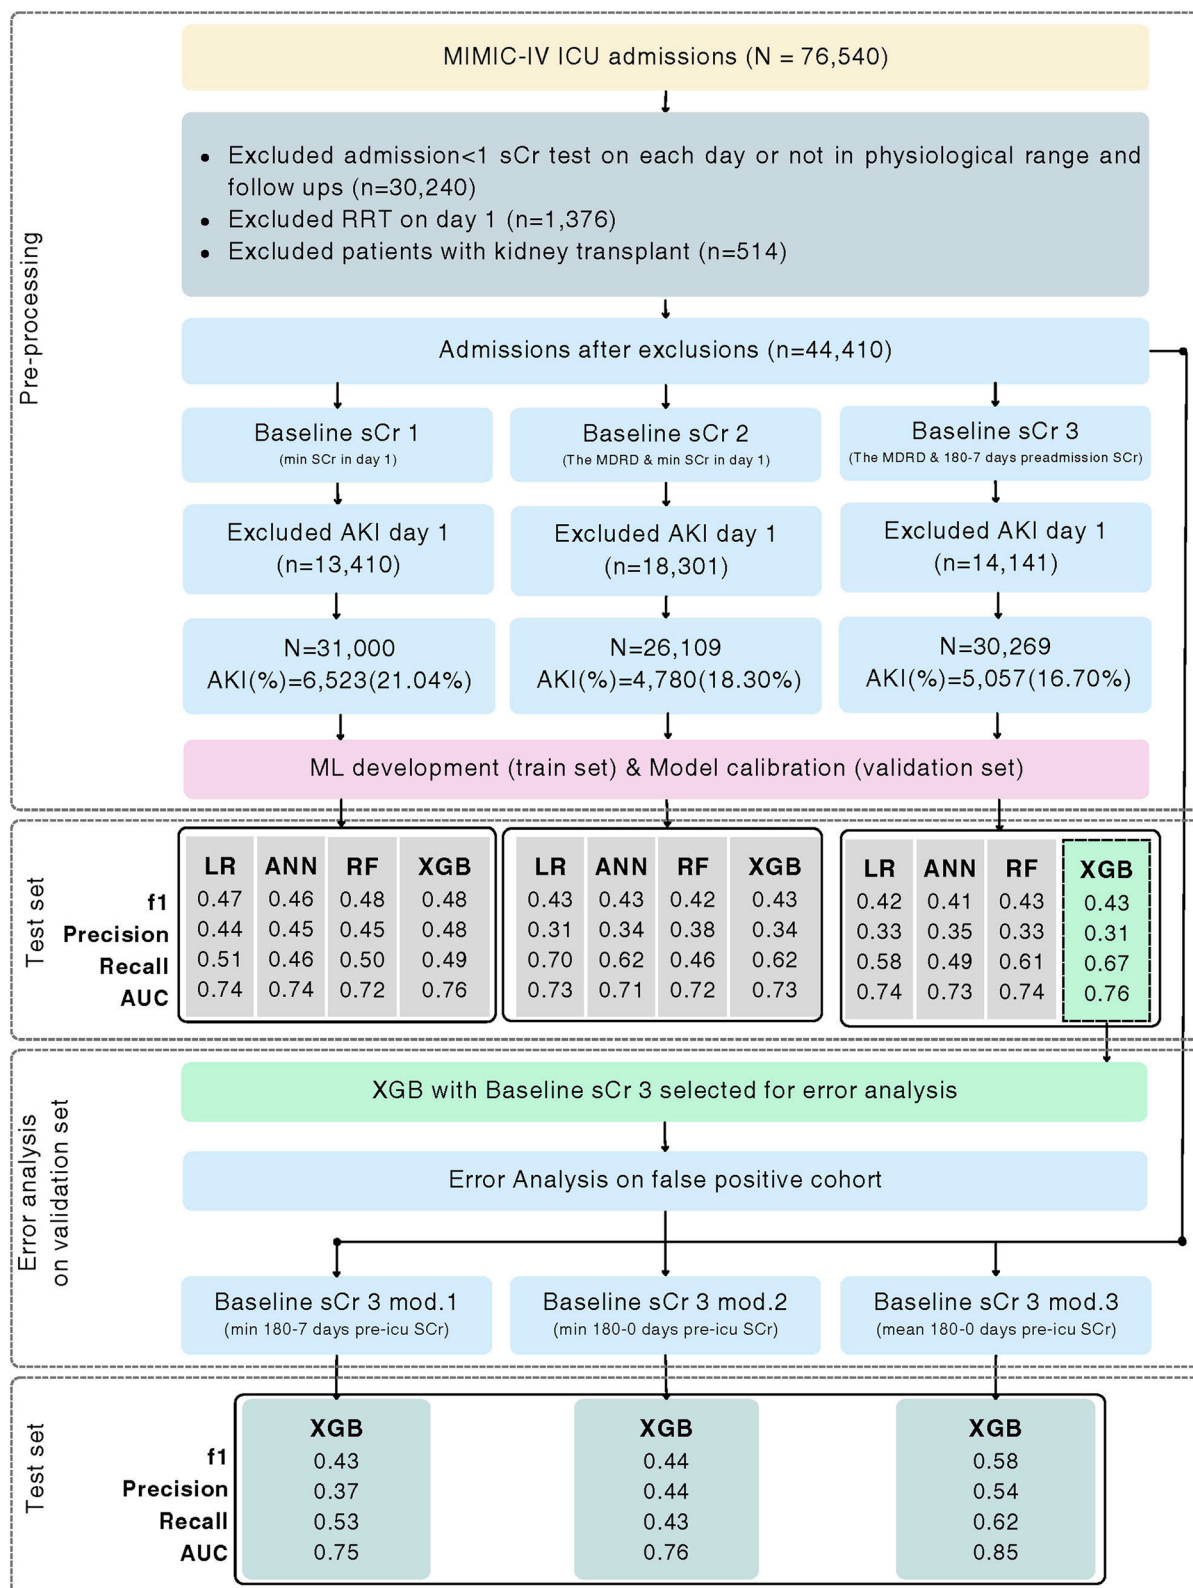 Pre-processing
MIMIC-IV ICU admissions (N = 76,540)
• Excluded admission<1 sCr test on each day or not in physiological range and
follow ups (n=30,240)
• Excluded RRT on day 1 (n=1,376)
• Excluded patients with kidney transplant (n=514)
Admissions after exclusions (n=44,410)
Baseline sCr 1
(min SCr in day 1)
Baseline sCr 2
(The MDRD & min SCr in day 1)
Baseline sCr 3
(The MDRD & 180-7 days preadmission SCr)
Excluded AKI day 1
(n=13,410)
Excluded AKI day 1
(n=18,301)
Excluded AKI day 1
(n=14,141)
N=31,000
AKI(%)=6,523(21.04%)
N=26,109
AKI(%)=4,780(18.30%)
N=30,269
AKI(%)=5,057(16.70%)
ML development (train set) & Model calibration (validation set)
Test set
LR ANN RF XGB LR ANN RF XGB LR ANN RF XGB
f1 0.47 0.46 0.48 0.48 0.43 0.43 0.42 0.43 0.42 0.41 0.43 0.43
Precision 0.44 0.45 0.45 0.48 0.31 0.34 0.38 0.34 0.33 0.35 0.33 0.31
Recall 0.51 0.46 0.50 0.49 0.70 0.62 0.46 0.62 0.58 0.49 0.61 0.67
AUC 0.74 0.74 0.72 0.76 0.73 0.71 0.72 0.73 0.74 0.73 0.74 0.76
Error analysis
on validation set
XGB with Baseline sCr 3 selected for error analysis
Error Analysis on false positive cohort
Baseline sCr 3 mod.1
(min 180-7 days pre-icu SCr)
Baseline sCr 3 mod.2
(min 180-0 days pre-icu SCr)
Baseline sCr 3 mod.3
(mean 180-0 days pre-icu SCr)
Test set
XGB XGB XGB
f1 0.43 0.44 0.58
Precision 0.37 0.44 0.54
Recall 0.53 0.43 0.62
AUC 0.75 0.76 0.85